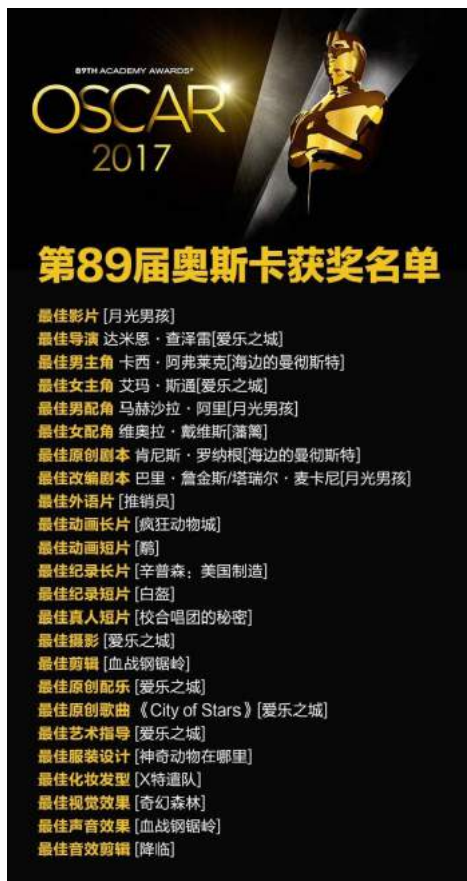 89TH ACADEMY AWARDS®
OSCAR
2017
第89届奥斯卡获奖名单
最佳影片 [月光男孩]
最佳导演 达米恩·查泽雷[爱乐之城]
最佳男主角 卡西·阿弗莱克[海边的曼彻斯特]
最佳女主角 艾玛·斯通[爱乐之城]
最佳男配角 马赫沙拉·阿里[月光男孩]
最佳女配角 维奥拉·戴维斯[藩篱]
最佳原创剧本 肯尼斯·罗纳根[海边的曼彻斯特]
最佳改编剧本 巴里·詹金斯/塔瑞尔·麦卡尼[月光男孩]
最佳外语片 [推销员]
最佳动画长片 [疯狂动物城]
最佳动画短片 [鹬]
最佳纪录长片 [辛普森：美国制造]
最佳纪录短片 [白盔]
最佳真人短片 [校合唱团的秘密]
最佳摄影 [爱乐之城]
最佳剪辑 [血战钢锯岭]
最佳原创配乐 [爱乐之城]
最佳原创歌曲 《City of Stars》[爱乐之城]
最佳艺术指导 [爱乐之城]
最佳服装设计 [神奇动物在哪里]
最佳化妆发型 [X特遣队]
最佳视觉效果 [奇幻森林]
最佳声音效果 [血战钢锯岭]
最佳音效剪辑 [降临]